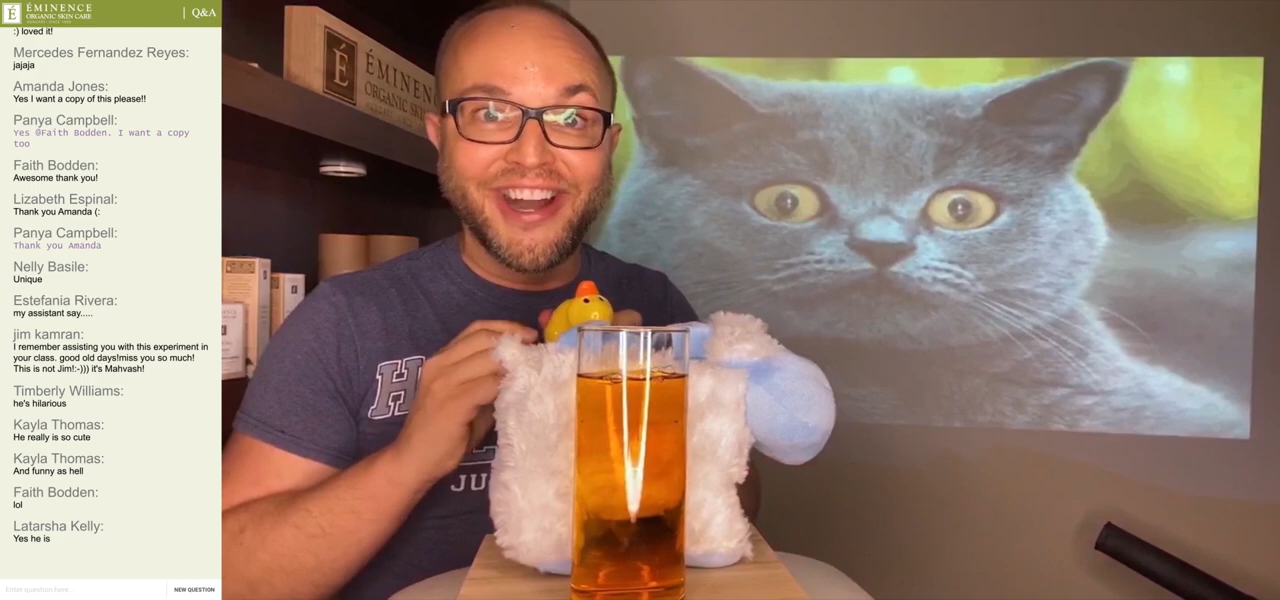 É
ÉMINENCE
ORGANIC SKIN CARE
HUNGARY. SINCE 1958
Q&A
:) loved it!
Mercedes Fernandez Reyes:
jajaja
Amanda Jones:
Yes I want a copy of this please!!
Panya Campbell:
Yes @Faith Bodden. I want a copy
too
Faith Bodden:
Awesome thank you!
Lizabeth Espinal:
Thank you Amanda (:
Panya Campbell:
Thank you Amanda
Nelly Basile:
Unique
Estefania Rivera:
my assistant say.....
jim kamran:
I remember assisting you with this experiment in
your class. good old days!miss you so much!
This is not Jim!:-))) it's Mahvash!
Timberly Williams:
he's hilarious
Kayla Thomas:
He really is so cute
Kayla Thomas:
And funny as hell
Faith Bodden:
lol
Latarsha Kelly:
Yes he is
Enter question here...
NEW QUESTION
É
ÉMINENCE
ORGANIC SKIN
H
JU